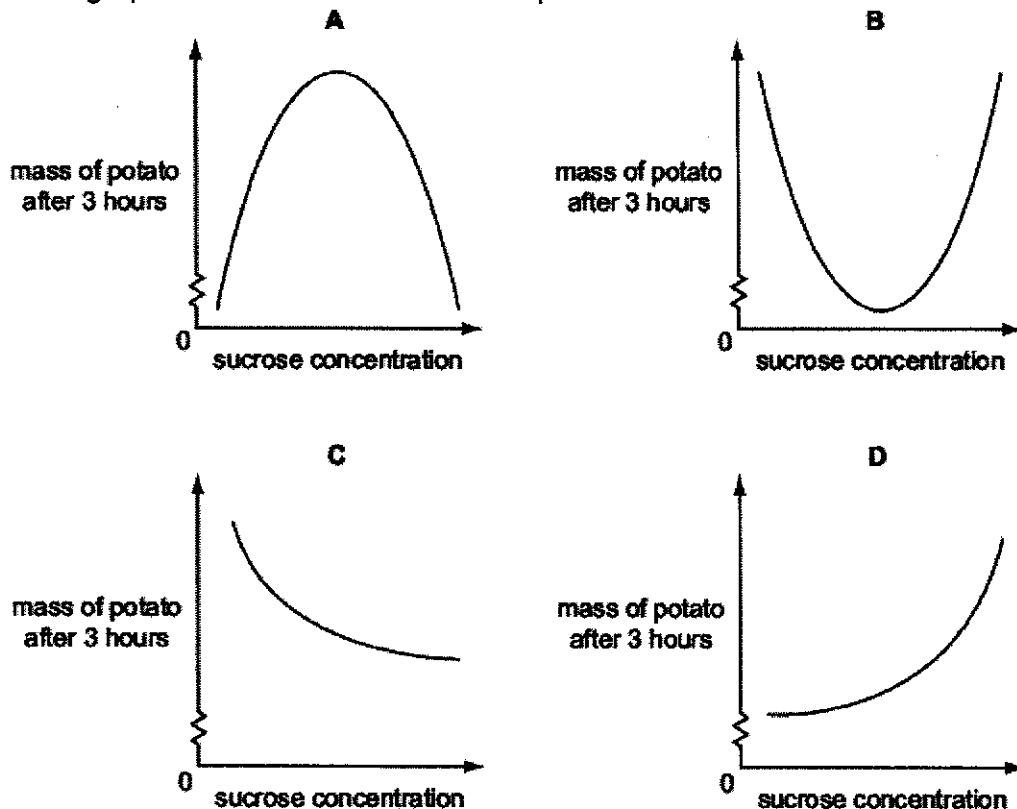 A
mass of potato
after 3 hours
0
sucrose concentration
B
mass of potato
after 3 hours
0
sucrose concentration
C
mass of potato
after 3 hours
0
sucrose concentration
D
mass of potato
after 3 hours
0
sucrose concentration